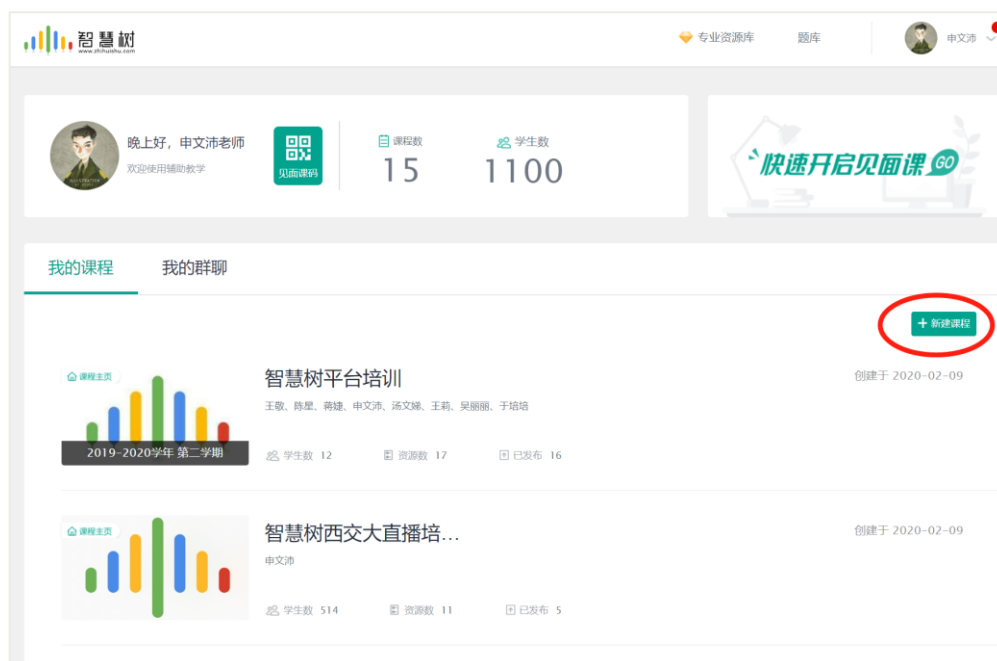 智慧树
www.zhihuishu.com
专业资源库
题库
申文沛
晚上好，申文沛老师
欢迎使用辅助教学
见面课码
课程数
15
学生数
1100
快速开启见面课 GO
我的课程
我的群聊
+ 新建课程
课程主页
2019-2020学年 第二学期
智慧树平台培训
王敬、陈星、蒋婕、申文沛、汤文娣、王莉、吴丽丽、于培培
学生数 12
资源数 17
已发布 16
创建于 2020-02-09
课程主页
智慧树西交大直播培...
申文沛
学生数 514
资源数 11
已发布 5
创建于 2020-02-09